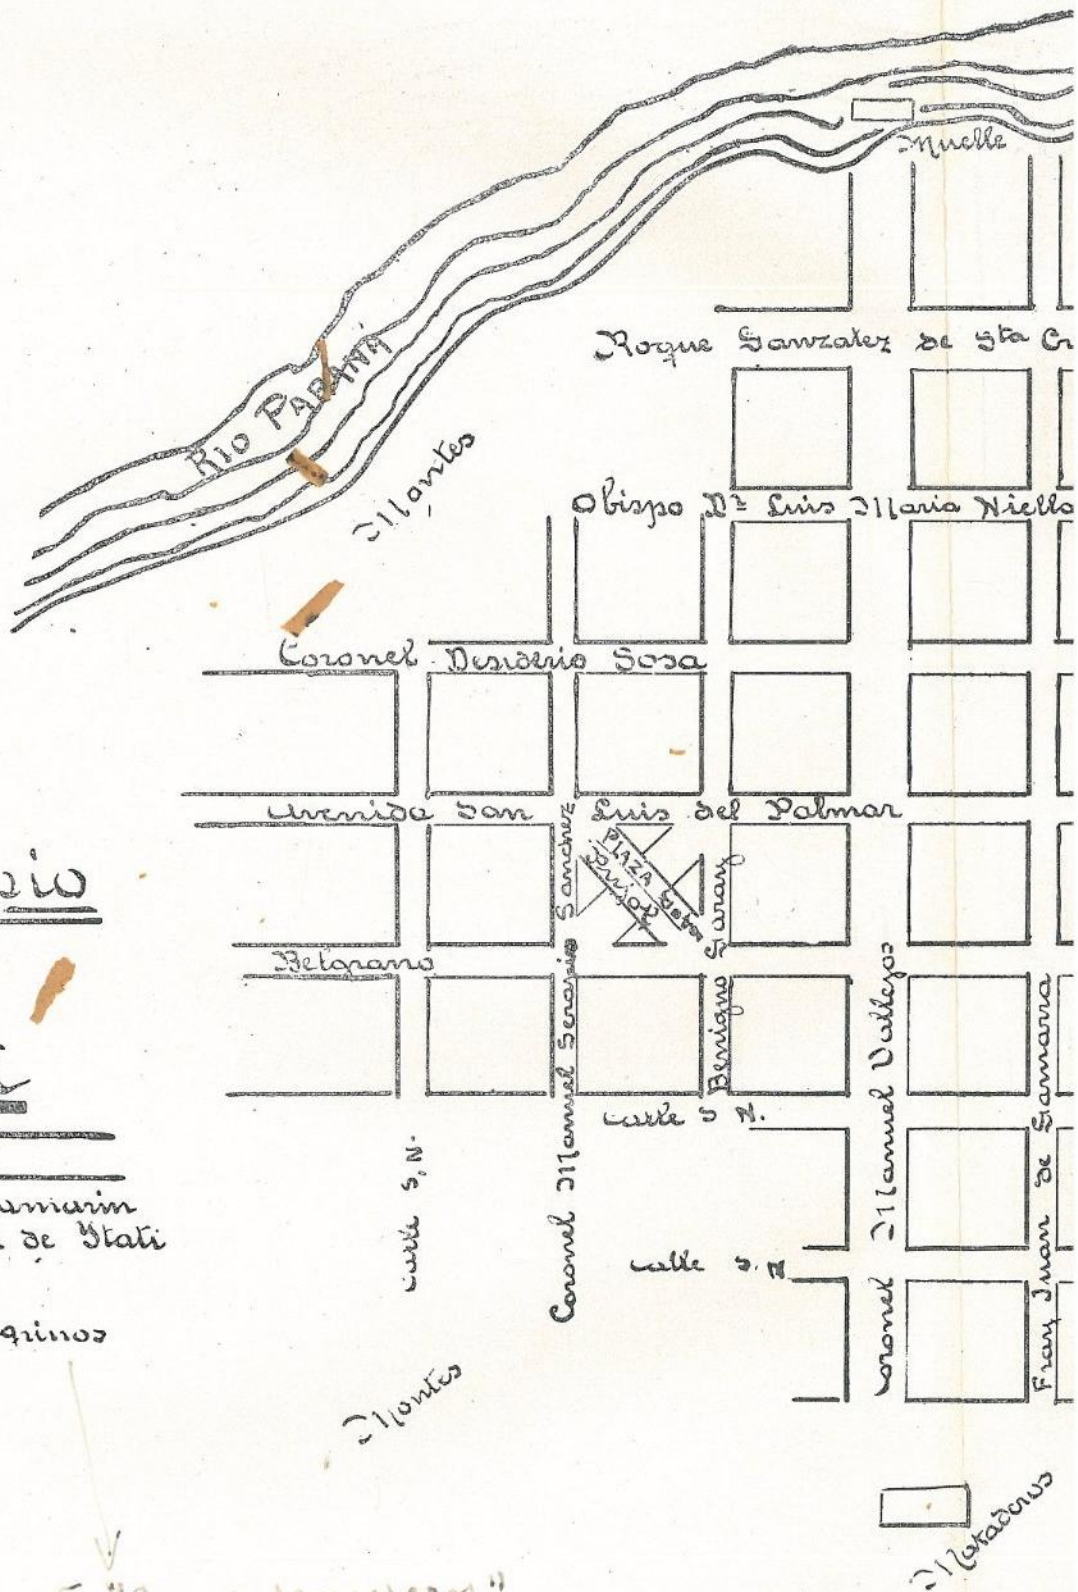 Muelle
Roque Gonzalez de Sta Cr
RIO PARANÁ
Montes
Obispo Dr Luis Maria Niello
Coronel Desiderio Sosa
Avenida San Luis del Palmar
PLAZA
Coronel Manuel Serapio Sanchez
Benigno Garay
Belgrano
Coronel Manuel Vallejos
Fray Juan de Gamarra
calle S N.
calle S.N.
calle S.N
amarin
de Itati
grinos
Montes
Mataderos